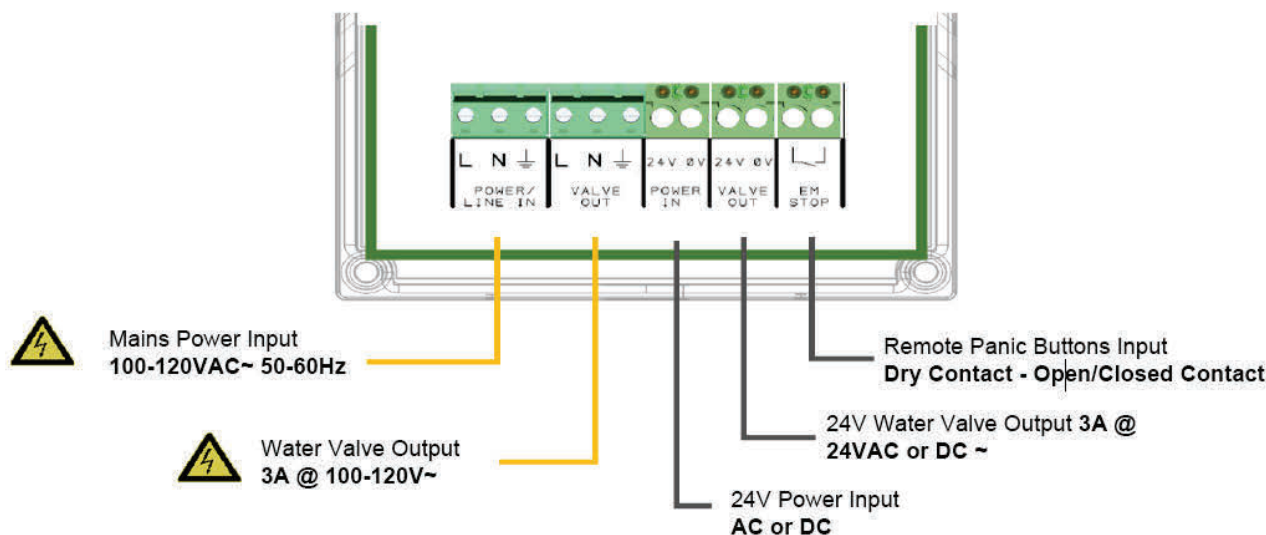 L N ⏚ L N ⏚ 24V 0V 24V 0V
POWER/ LINE IN
VALVE OUT
POWER IN
VALVE OUT
EM STOP
Mains Power Input
100-120VAC~ 50-60Hz
Remote Panic Buttons Input
Dry Contact - Open/Closed Contact
Water Valve Output
3A @ 100-120V~
24V Water Valve Output 3A @
24VAC or DC ~
24V Power Input
AC or DC